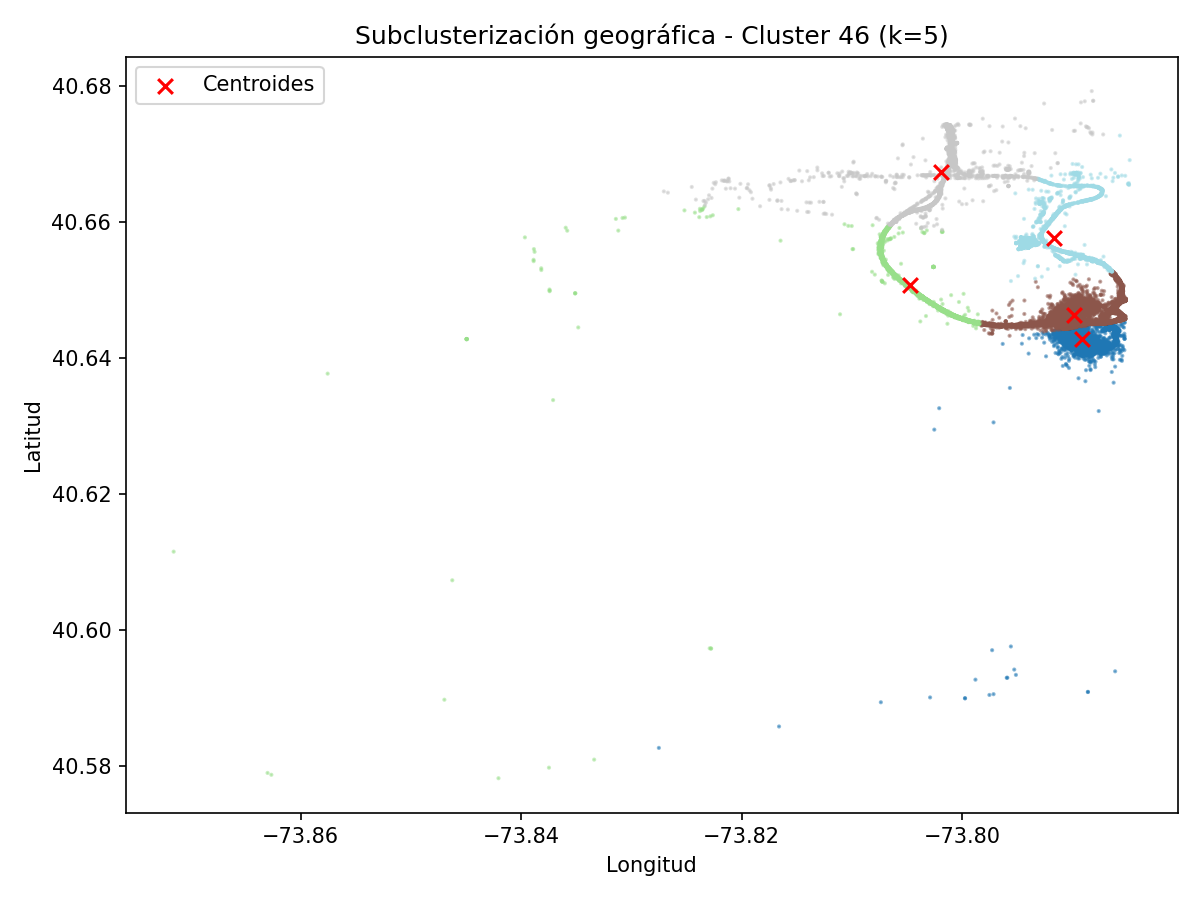 Subclusterización geográfica - Cluster 46 (k=5)
Centroides
40.68
40.66
40.64
40.62
40.60
40.58
Latitud
−73.86
−73.84
−73.82
−73.80
Longitud